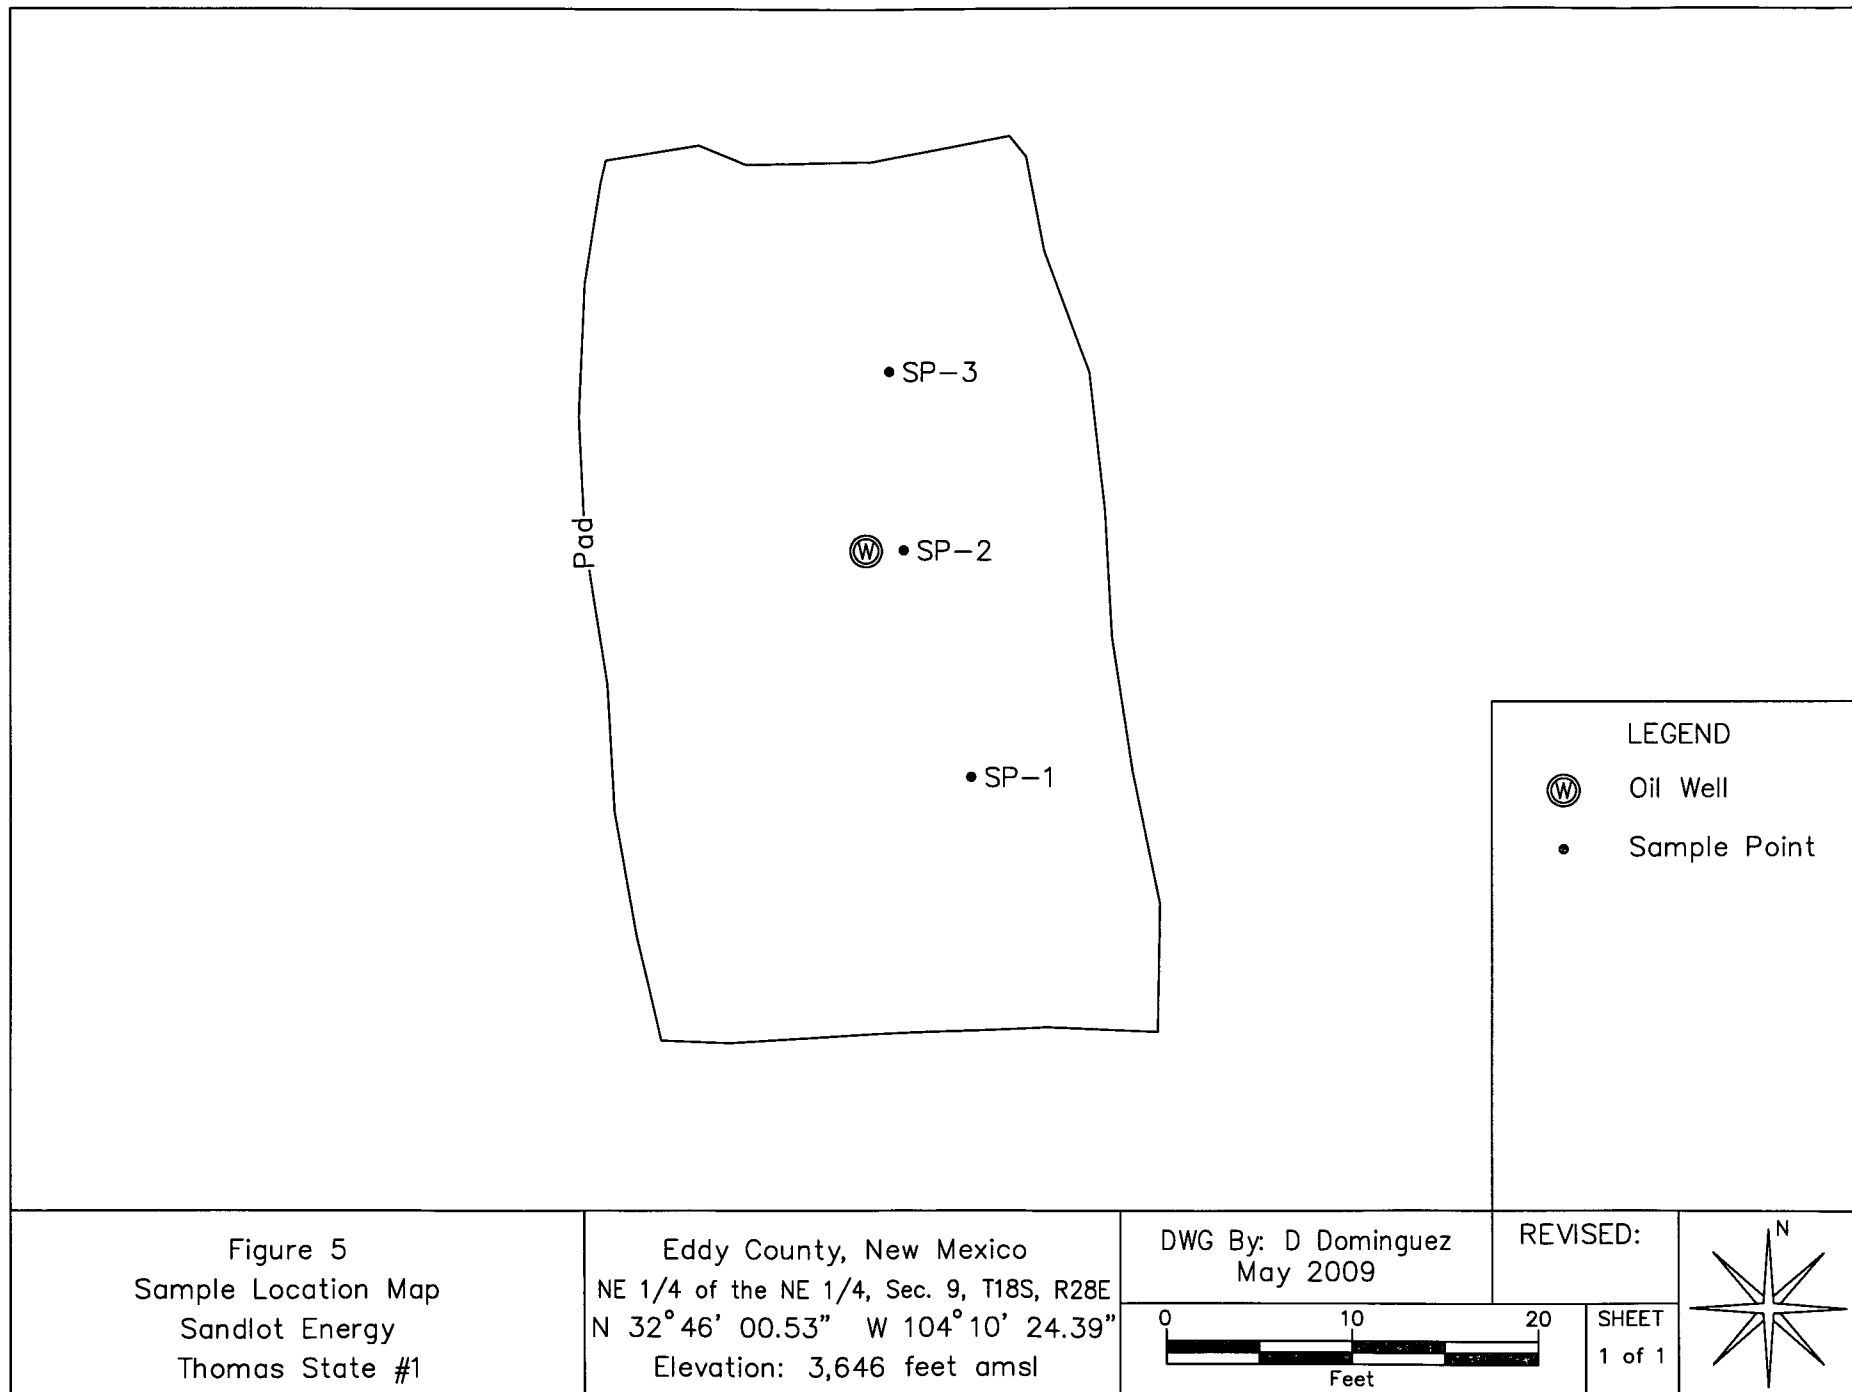 SP-3
Pad
W SP-2
SP-1
LEGEND
W Oil Well
Sample Point
Figure 5
Sample Location Map
Sandlot Energy
Thomas State #1
Eddy County, New Mexico
NE 1/4 of the NE 1/4, Sec. 9, T18S, R28E
N 32°46' 00.53" W 104°10' 24.39"
Elevation: 3,646 feet amsl
DWG By: D Dominguez
May 2009
REVISED:
0 10 20
Feet
SHEET
1 of 1
N